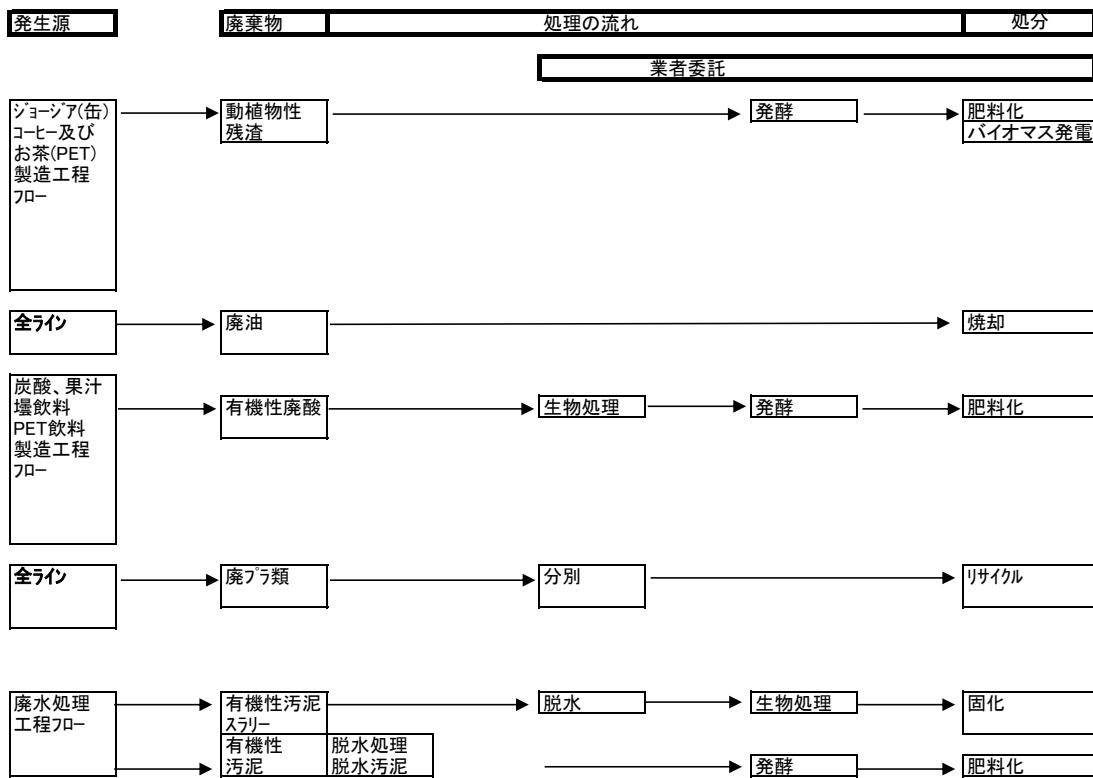 発生源 廃棄物 処理の流れ 処分
業者委託
ｼﾞｮｰｼﾞｱ(缶)
ｺｰﾋｰ及び
お茶(PET)
製造工程
ﾌﾛｰ
動植物性
残渣
発酵
肥料化
バイオマス発電
全ﾗｲﾝ
廃油
焼却
炭酸、果汁
壜飲料
PET飲料
製造工程
ﾌﾛｰ
有機性廃酸
生物処理
発酵
肥料化
全ﾗｲﾝ
廃ﾌﾟﾗ類
分別
ﾘｻｲｸﾙ
廃水処理
工程ﾌﾛｰ
有機性汚泥
ｽﾗﾘｰ
脱水
生物処理
固化
有機性
汚泥
脱水処理
脱水汚泥
発酵
肥料化